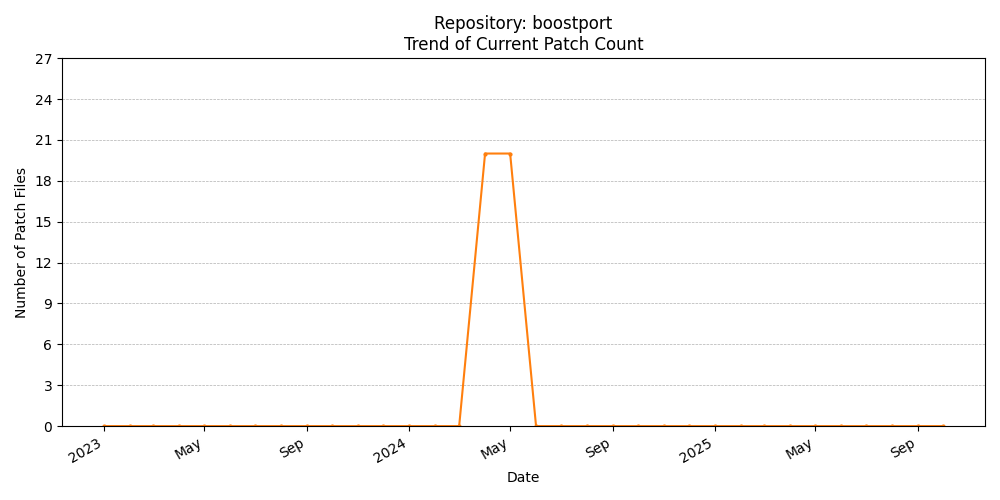 Repository: boostport
Trend of Current Patch Count
Number of Patch Files
27
24
21
18
15
12
9
6
3
0
2023
May
Sep
2024
May
Sep
2025
May
Sep
Date